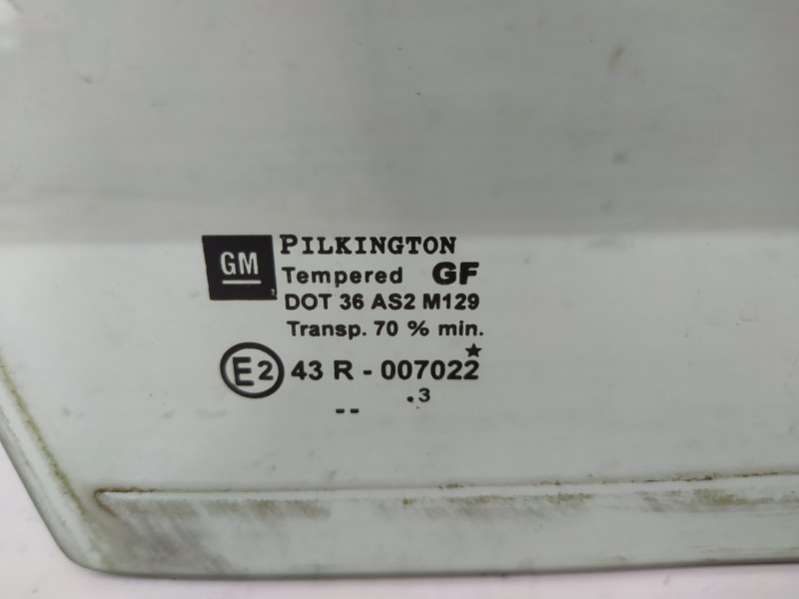 GM
PILKINGTON
Tempered GF
DOT 36 AS2 M129
Transp. 70 % min.
E2 43 R - 007022★
-- .3